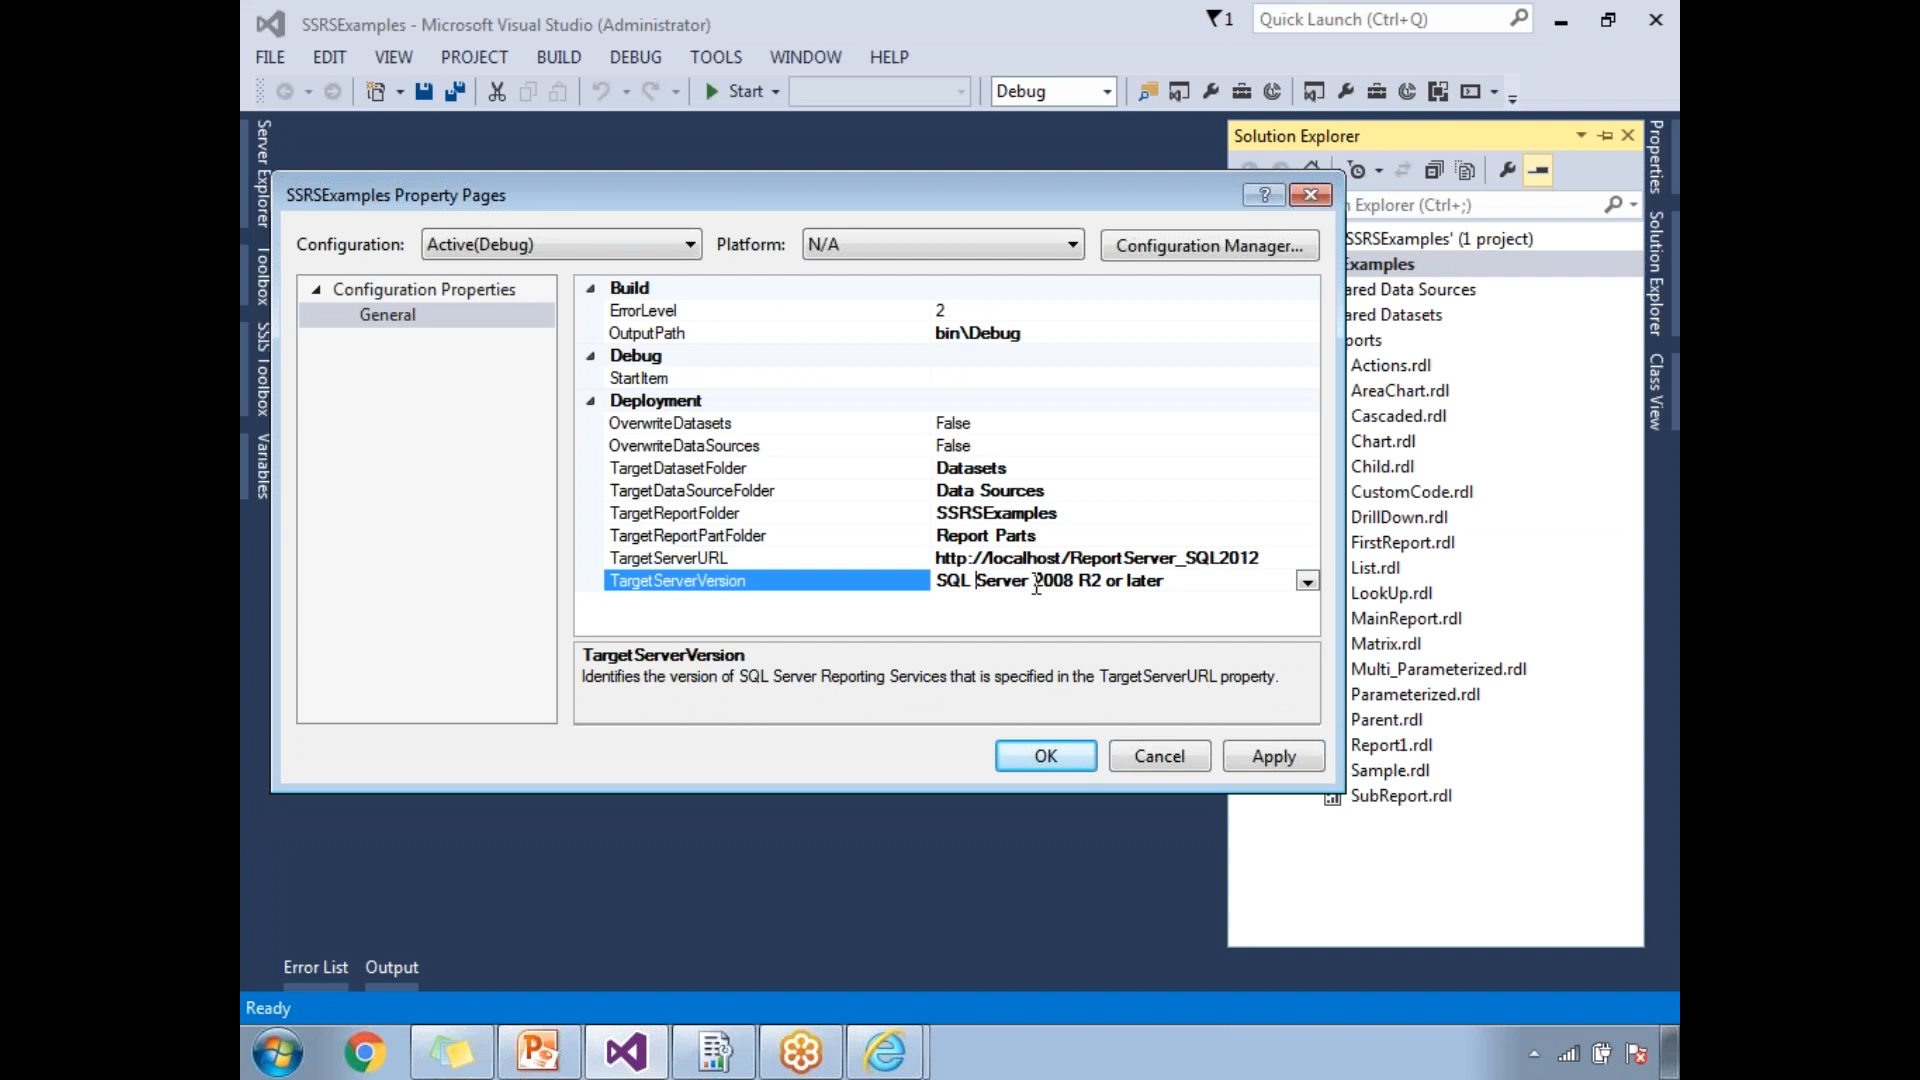 SSRSExamples - Microsoft Visual Studio (Administrator)
1
Quick Launch (Ctrl+Q)
FILE EDIT VIEW PROJECT BUILD DEBUG TOOLS WINDOW HELP
Start
Debug
Server Explorer
Toolbox
SSIS Toolbox
Variables
SSRSExamples Property Pages
Configuration: Active(Debug) Platform: N/A Configuration Manager...
Configuration Properties
General
Build
ErrorLevel 2
OutputPath bin\Debug
Debug
StartItem
Deployment
OverwriteDatasets False
OverwriteDataSources False
TargetDatasetFolder Datasets
TargetDataSourceFolder Data Sources
TargetReportFolder SSRSExamples
TargetReportPartFolder Report Parts
TargetServerURL http://localhost/ReportServer_SQL2012
TargetServerVersion SQL Server 2008 R2 or later
TargetServerVersion
Identifies the version of SQL Server Reporting Services that is specified in the TargetServerURL property.
OK Cancel Apply
Solution Explorer
Explorer (Ctrl+;)
SSRSExamples' (1 project)
Examples
ared Data Sources
ared Datasets
ports
Actions.rdl
AreaChart.rdl
Cascaded.rdl
Chart.rdl
Child.rdl
CustomCode.rdl
DrillDown.rdl
FirstReport.rdl
List.rdl
LookUp.rdl
MainReport.rdl
Matrix.rdl
Multi_Parameterized.rdl
Parameterized.rdl
Parent.rdl
Report1.rdl
Sample.rdl
SubReport.rdl
Properties
Solution Explorer
Class View
Error List Output
Ready